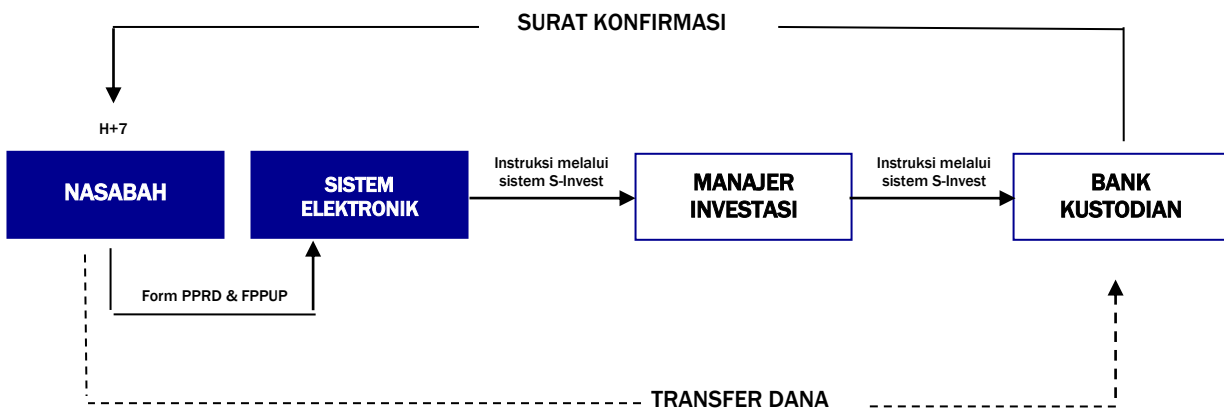 SURAT KONFIRMASI
H+7
NASABAH
SISTEM
ELEKTRONIK
Instruksi melalui
sistem S-Invest
MANAJER
INVESTASI
Instruksi melalui
sistem S-Invest
BANK
KUSTODIAN
Form PPRD & FPPUP
TRANSFER DANA